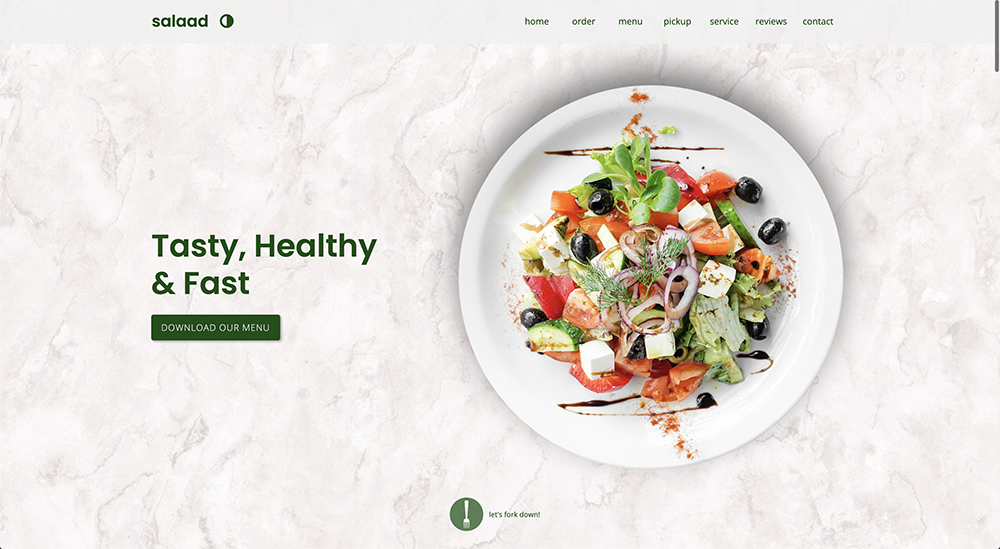 salaad
home order menu pickup service reviews contact
Tasty, Healthy
& Fast
DOWNLOAD OUR MENU
let's fork down!